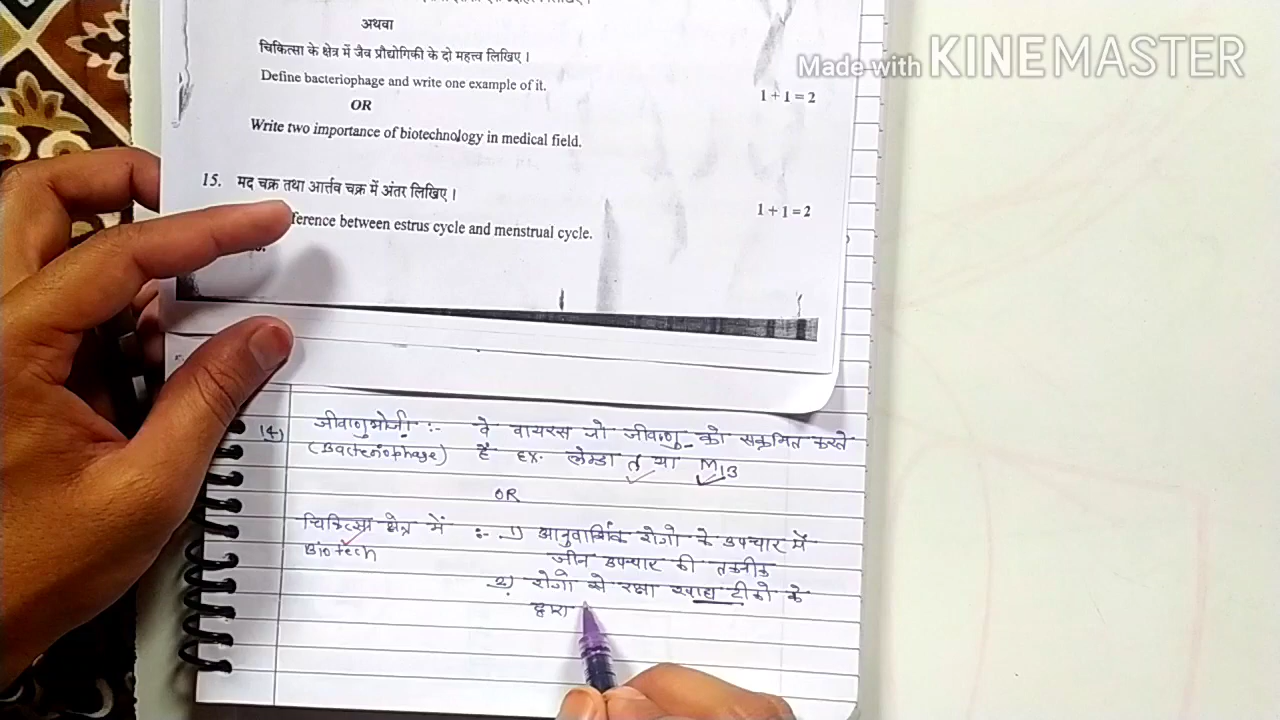 अथवा
चिकित्सा के क्षेत्र में जैव प्रौद्योगिकी के दो महत्त्व लिखिए ।
Made with KINEMASTER
Define bacteriophage and write one example of it.
1 + 1 = 2
OR
Write two importance of biotechnology in medical field.
15. मद चक्र तथा आर्त्तव चक्र में अंतर लिखिए ।
1 + 1 = 2
ference between estrus cycle and menstrual cycle.
14) जीवाणुभोजी :- वे वायरस जो जीवाणु को संक्रमित करते
(Bacteriophage) है Ex. लेम्डा या M13
OR
चिकित्सा क्षेत्र में :- 1) आनुवांशिक रोगो के उपचार में
Biotech जीन उपचार की तकनीक
2) रोगो से रक्षा खाद्य टीको के
द्वारा